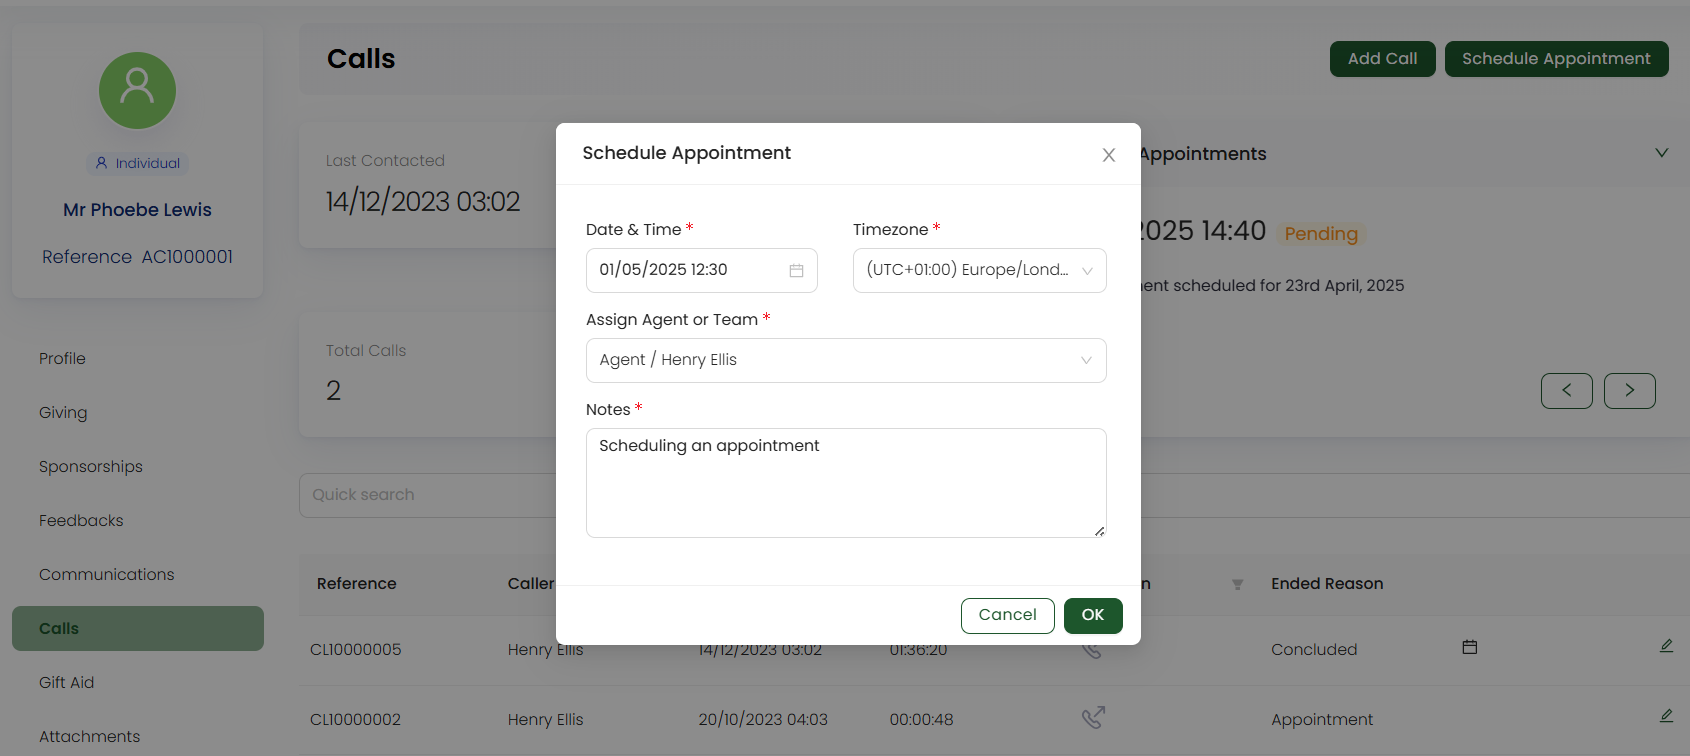 Individual
Mr Phoebe Lewis
Reference AC1000001
Profile
Giving
Sponsorships
Feedbacks
Communications
Calls
Gift Aid
Attachments
Calls
Add Call
Schedule Appointment
Last Contacted
14/12/2023 03:02
Total Calls
2
Appointments
2025 14:40 Pending
scheduled for 23rd April, 2025
Schedule Appointment
Date & Time *
Timezone *
01/05/2025 12:30
(UTC+01:00) Europe/Lond...
Assign Agent or Team *
Agent / Henry Ellis
Notes *
Scheduling an appointment
Cancel
OK
Quick search
Reference Caller Ended Reason
CL10000005 Henry Ellis 14/12/2023 03:02 01:36:20 Concluded
CL10000002 Henry Ellis 20/10/2023 04:03 00:00:48 Appointment